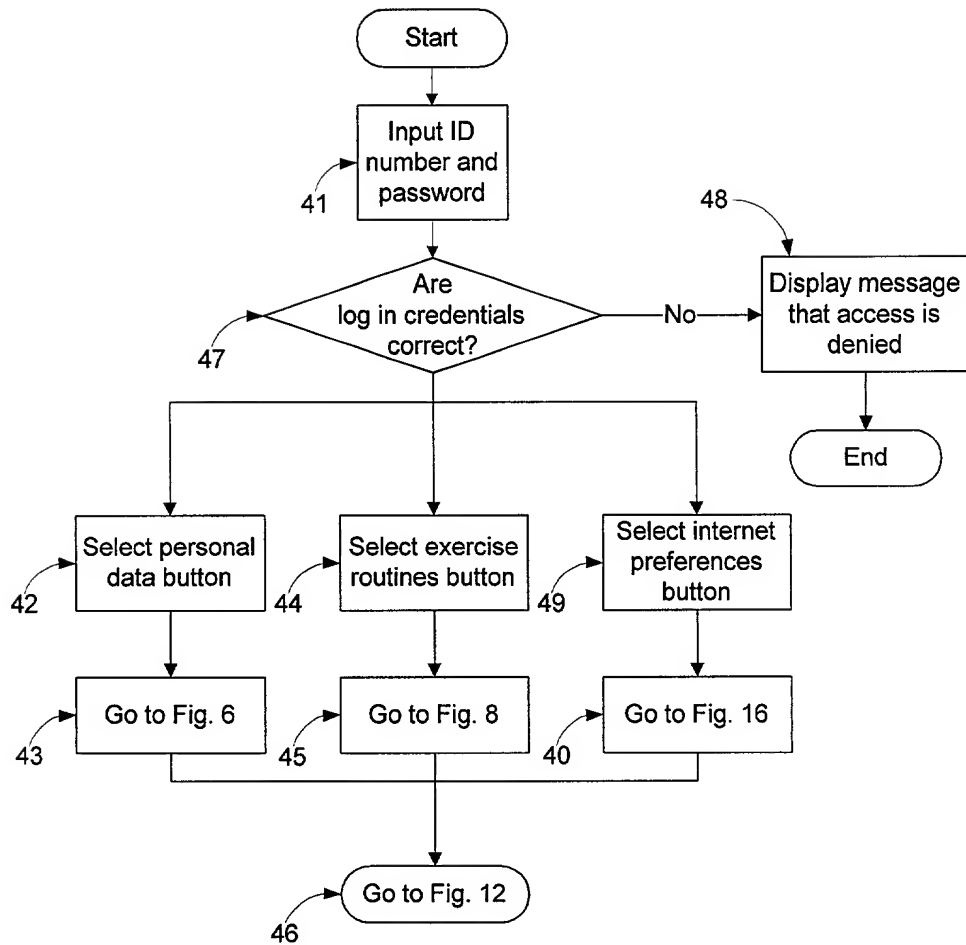 Start
Input ID
number and
password
41
48
Are
log in credentials
correct?
47
No
Display message
that access is
denied
End
Select personal
data button
42
Select exercise
routines button
44
Select internet
preferences
button
49
Go to Fig. 6
43
Go to Fig. 8
45
Go to Fig. 16
40
Go to Fig. 12
46